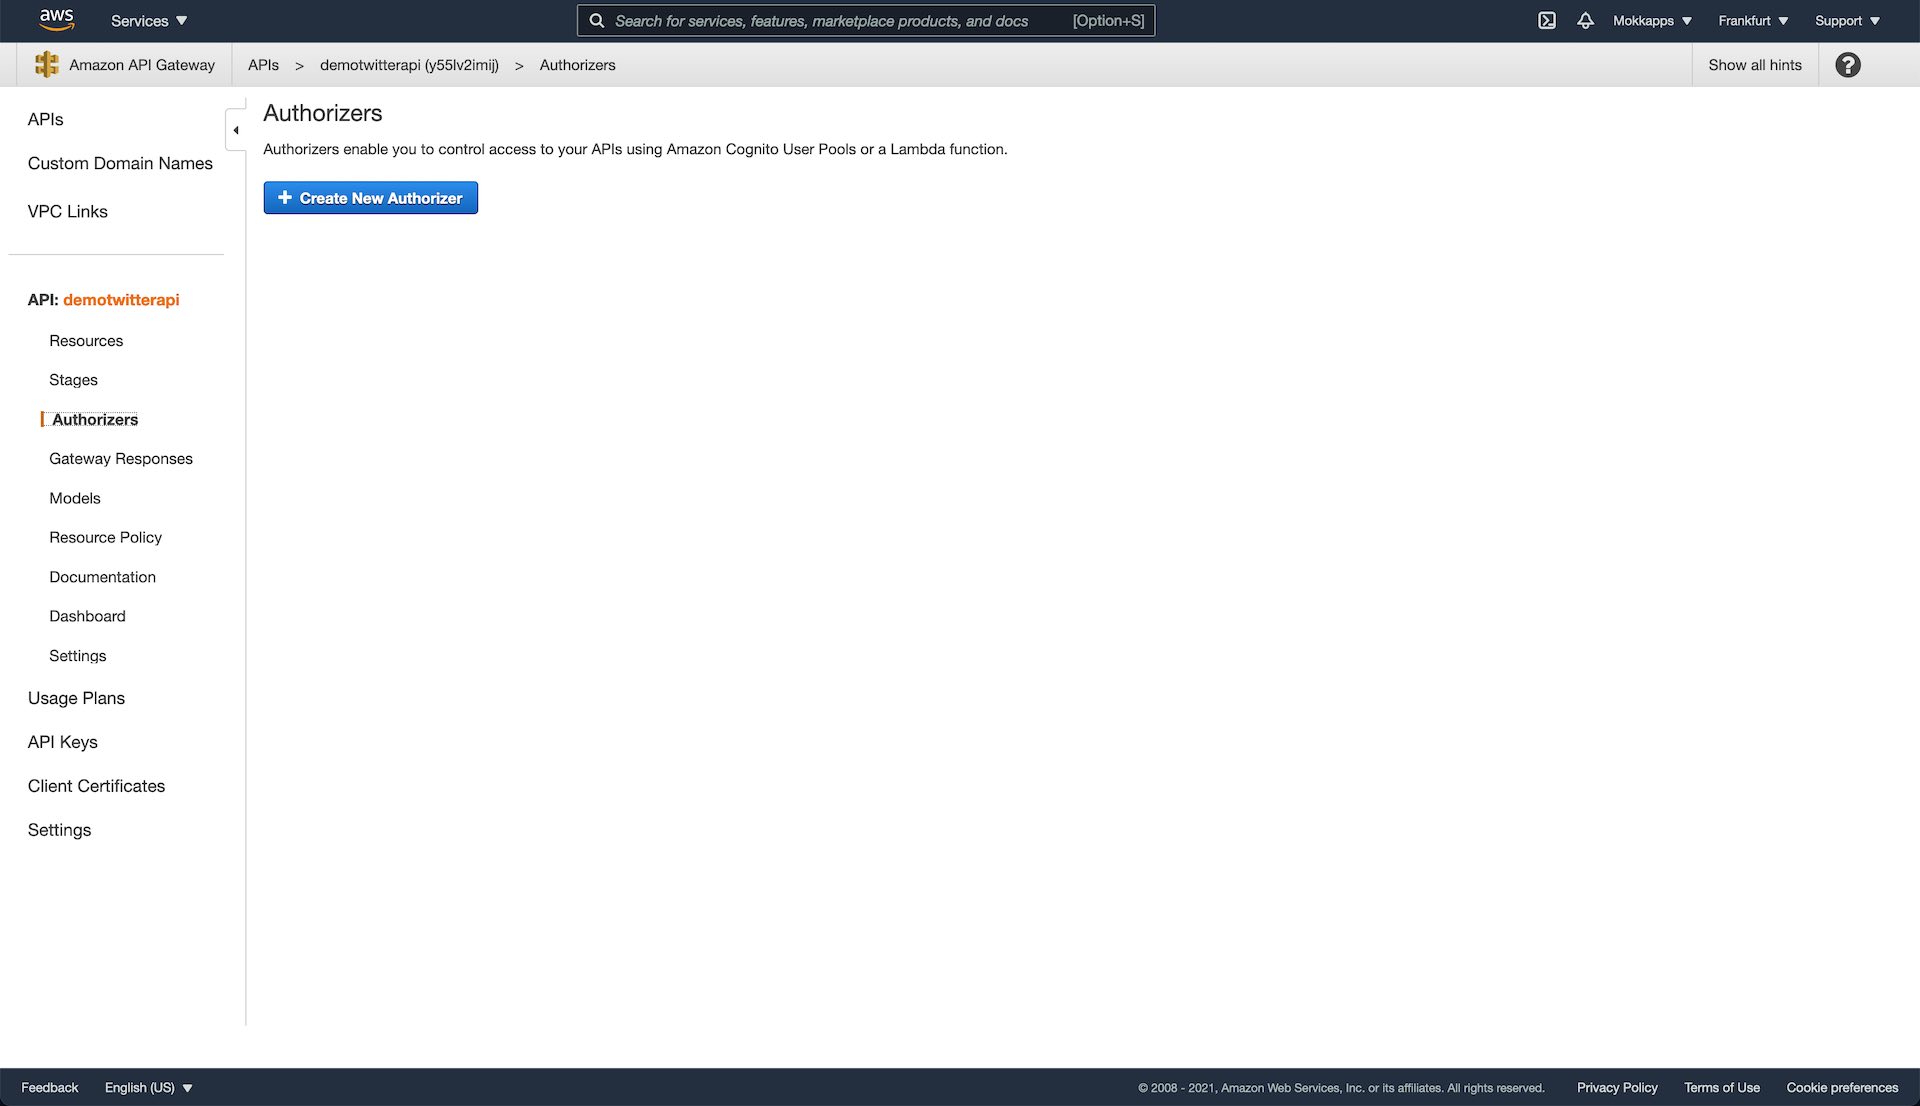 aws
Services
Search for services, features, marketplace products, and docs
[Option+S]
Mokkapps
Frankfurt
Support
Amazon API Gateway
APIs > demotwitterapi (y55lv2imij) > Authorizers
Show all hints
?
APIs
Custom Domain Names
VPC Links
API: demotwitterapi
Resources
Stages
Authorizers
Gateway Responses
Models
Resource Policy
Documentation
Dashboard
Settings
Usage Plans
API Keys
Client Certificates
Settings
Authorizers
Authorizers enable you to control access to your APIs using Amazon Cognito User Pools or a Lambda function.
+ Create New Authorizer
Feedback
English (US)
© 2008 - 2021, Amazon Web Services, Inc. or its affiliates. All rights reserved.
Privacy Policy
Terms of Use
Cookie preferences